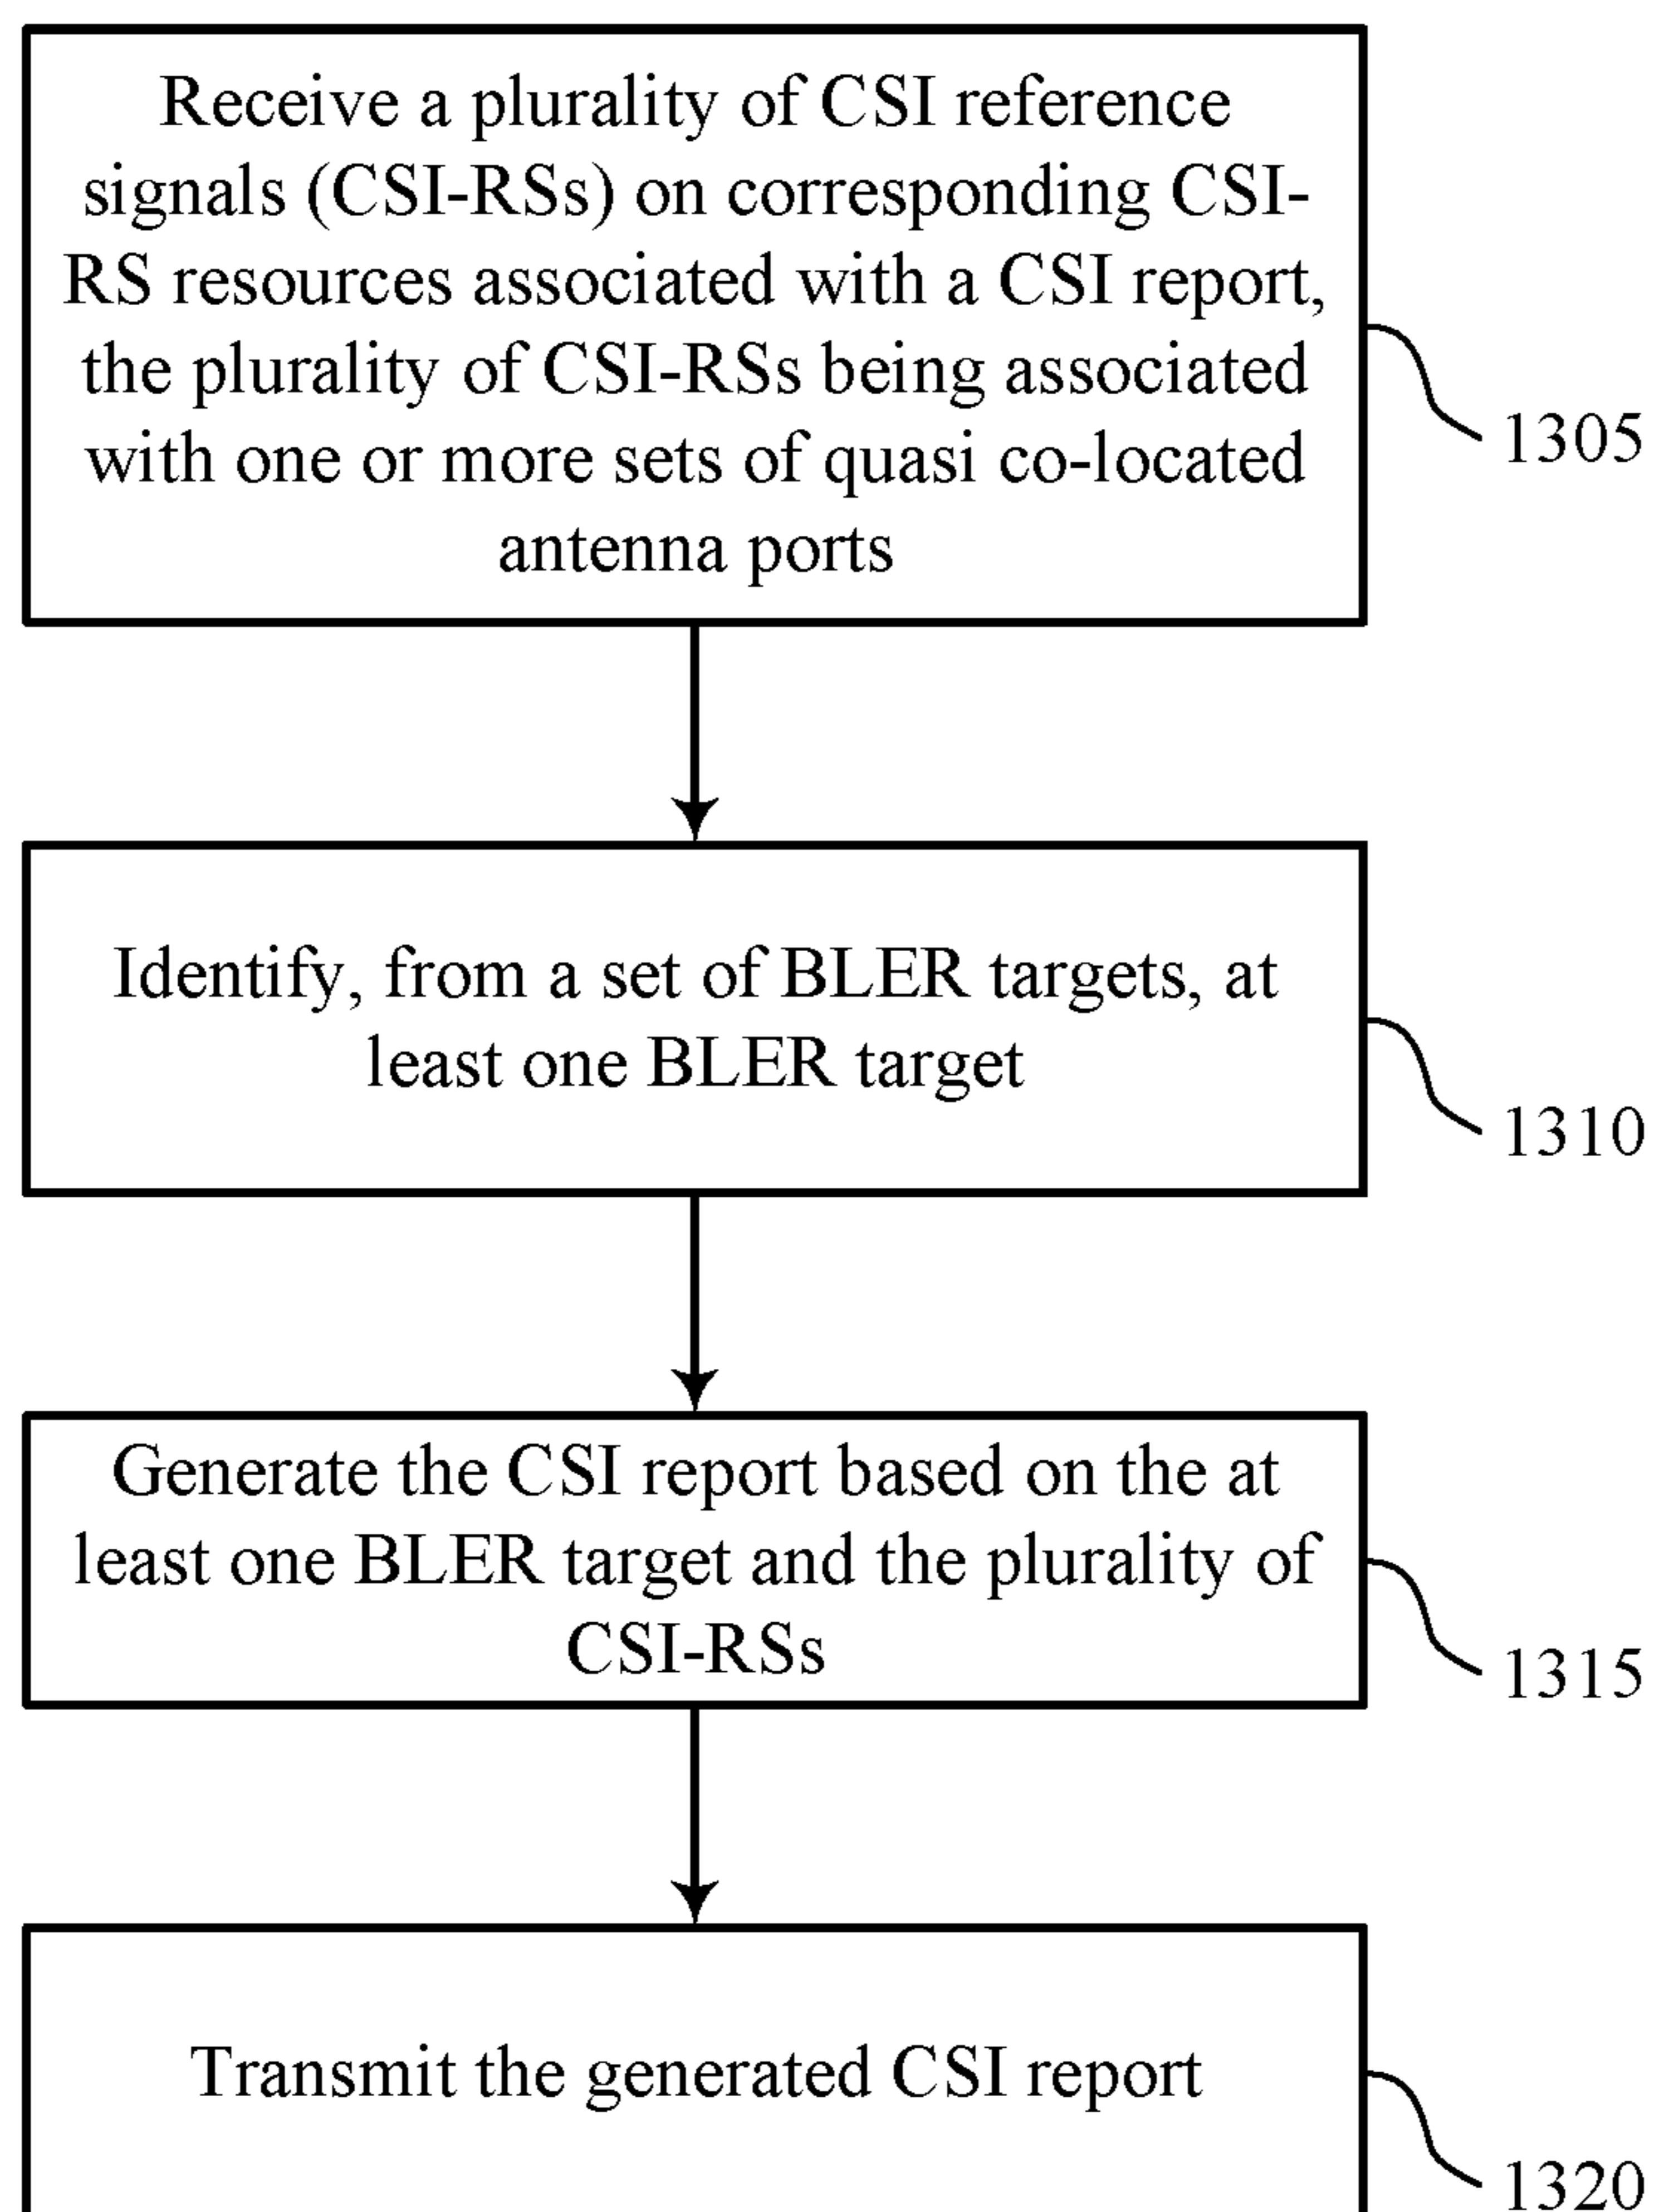 Receive a plurality of CSI reference
signals (CSI-RSs) on corresponding CSI-
RS resources associated with a CSI report,
the plurality of CSI-RSs being associated
with one or more sets of quasi co-located
antenna ports
1305
Identify, from a set of BLER targets, at
least one BLER target
1310
Generate the CSI report based on the at
least one BLER target and the plurality of
CSI-RSs
1315
Transmit the generated CSI report
1320